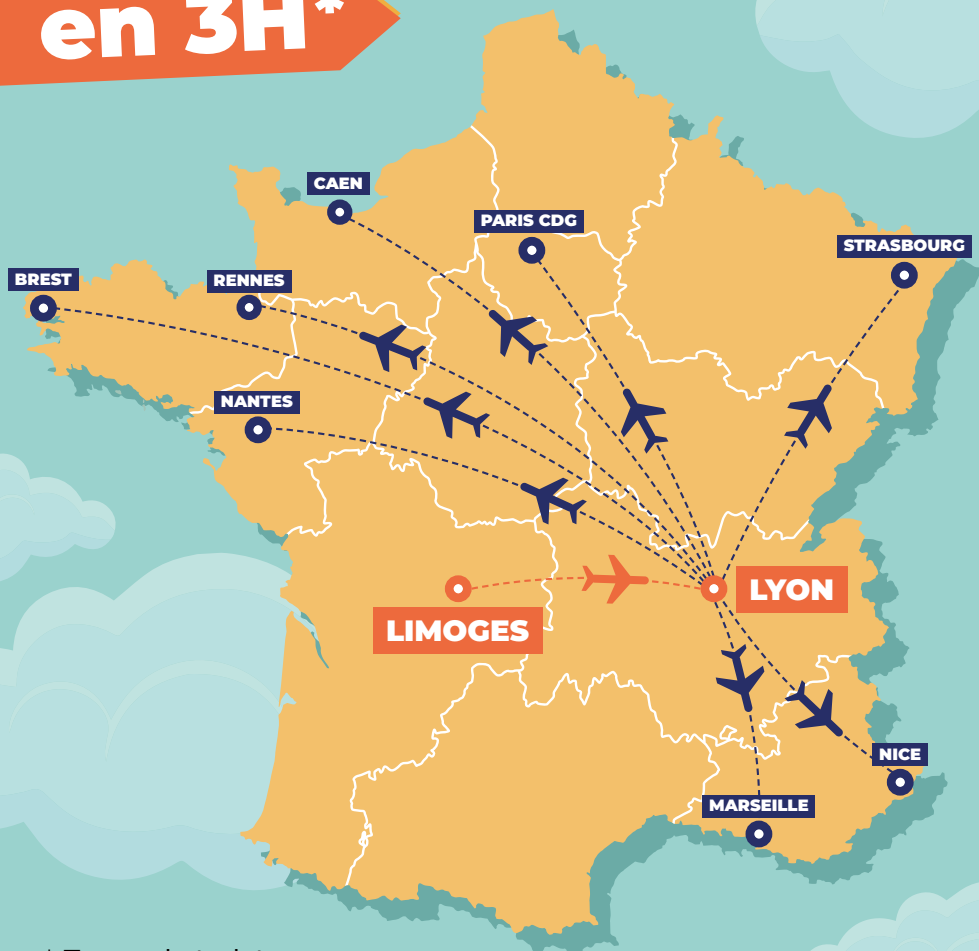 en 3H*
CAEN
PARIS CDG
STRASBOURG
BREST
RENNES
NANTES
LYON
LIMOGES
NICE
MARSEILLE